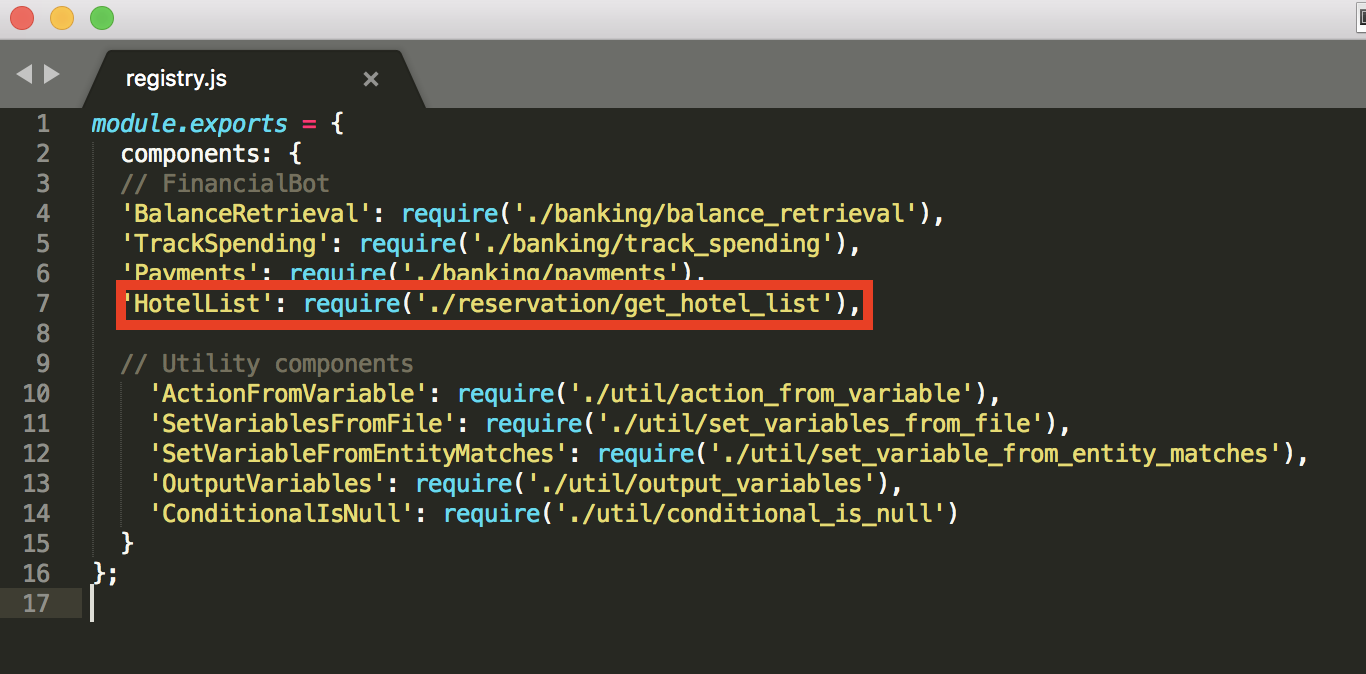 registry.js
1 module.exports = {
2 components: {
3 // FinancialBot
4 'BalanceRetrieval': require('./banking/balance_retrieval'),
5 'TrackSpending': require('./banking/track_spending'),
6 'Payments': require('./banking/payments'),
7 'HotelList': require('./reservation/get_hotel_list'),
8
9 // Utility components
10 'ActionFromVariable': require('./util/action_from_variable'),
11 'SetVariablesFromFile': require('./util/set_variables_from_file'),
12 'SetVariableFromEntityMatches': require('./util/set_variable_from_entity_matches'),
13 'OutputVariables': require('./util/output_variables'),
14 'ConditionalIsNull': require('./util/conditional_is_null')
15 }
16 };
17